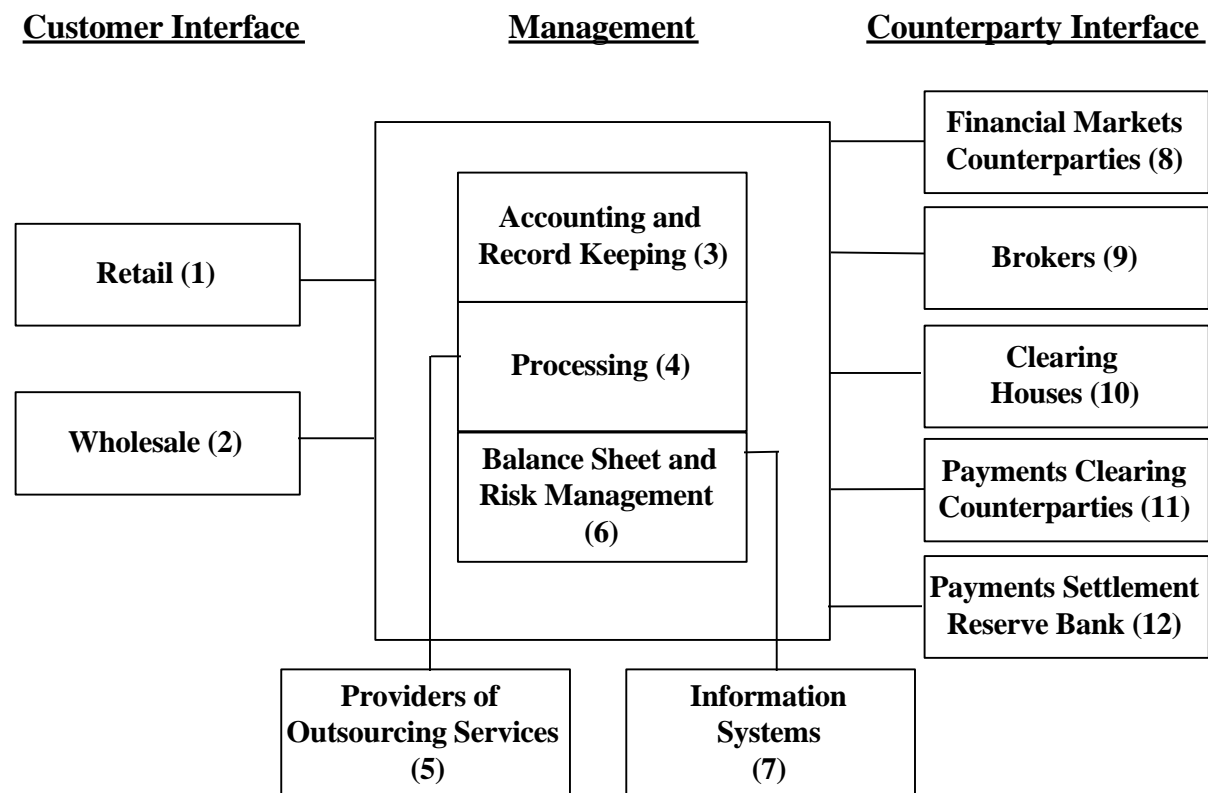 Customer Interface
Management
Counterparty Interface
Retail (1)
Wholesale (2)
Accounting and
Record Keeping (3)
Processing (4)
Balance Sheet and
Risk Management
(6)
Providers of
Outsourcing Services
(5)
Information
Systems
(7)
Financial Markets
Counterparties (8)
Brokers (9)
Clearing
Houses (10)
Payments Clearing
Counterparties (11)
Payments Settlement
Reserve Bank (12)